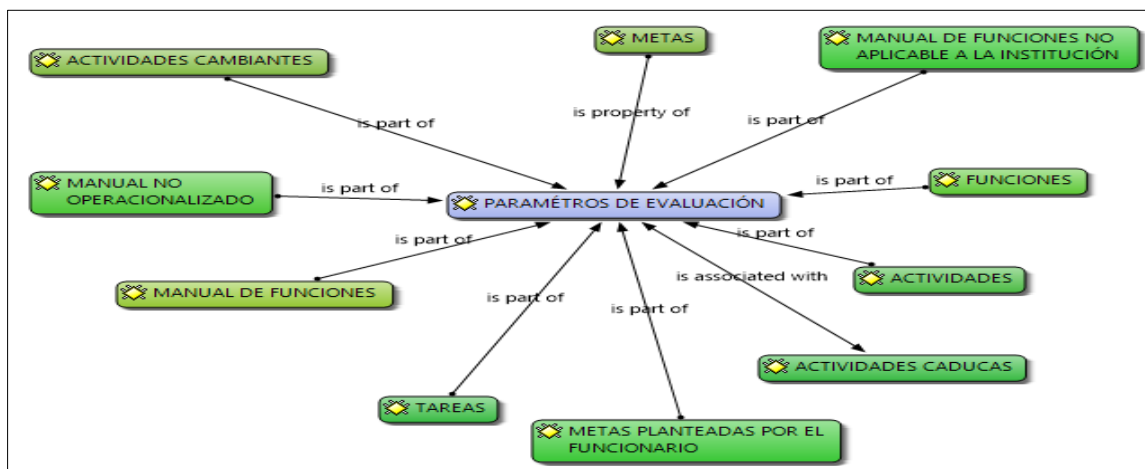 METAS
MANUAL DE FUNCIONES NO
APLICABLE A LA INSTITUCIÓN
ACTIVIDADES CAMBIANTES
is property of
is part of
is part of
MANUAL NO
OPERACIONALIZADO
is part of
is part of
FUNCIONES
PARAMÉTROS DE EVALUACIÓN
is part of
is part of
is associated with
ACTIVIDADES
MANUAL DE FUNCIONES
is part of
is part of
ACTIVIDADES CADUCAS
TAREAS
METAS PLANTEADAS POR EL
FUNCIONARIO